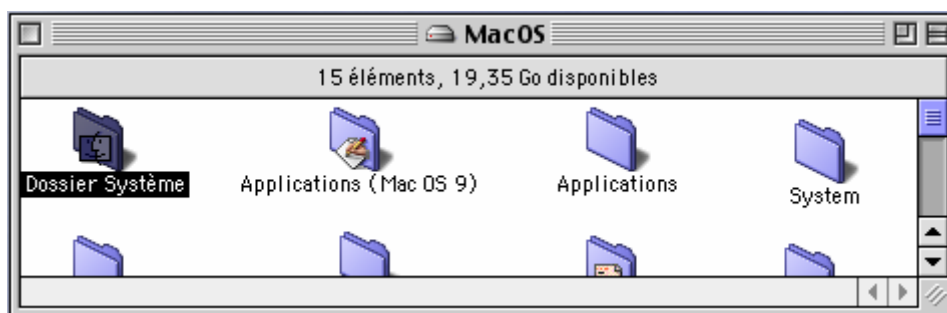 MacOS
15 éléments, 19,35 Go disponibles
Dossier Système
Applications (Mac OS 9)
Applications
System